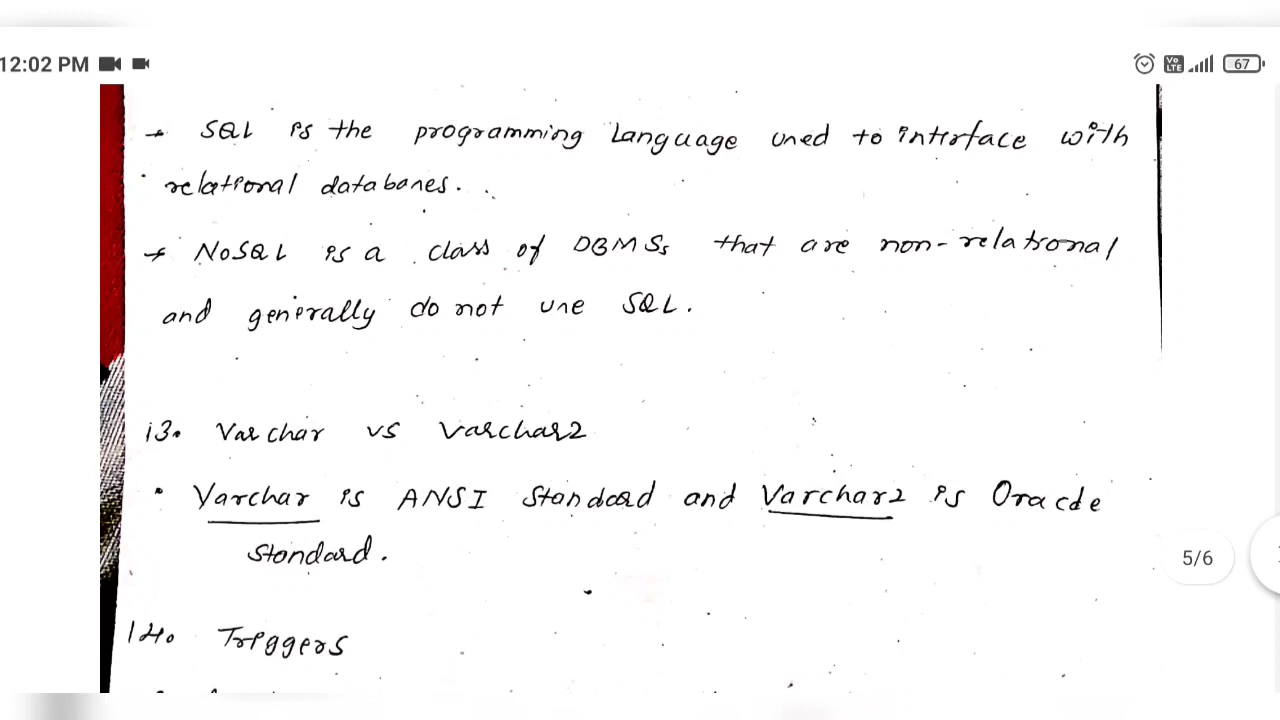 12:02 PM
Vo LTE
67
→ SQL is the programming Language used to interface with
relational databases.
→ NoSQL is a class of DBMSs that are non-relational
and generally do not use SQL.
13. Varchar vs Varchar2
• Varchar is ANSI Standard and Varchar2 is Oracle
Standard.
5/6
14. Triggers